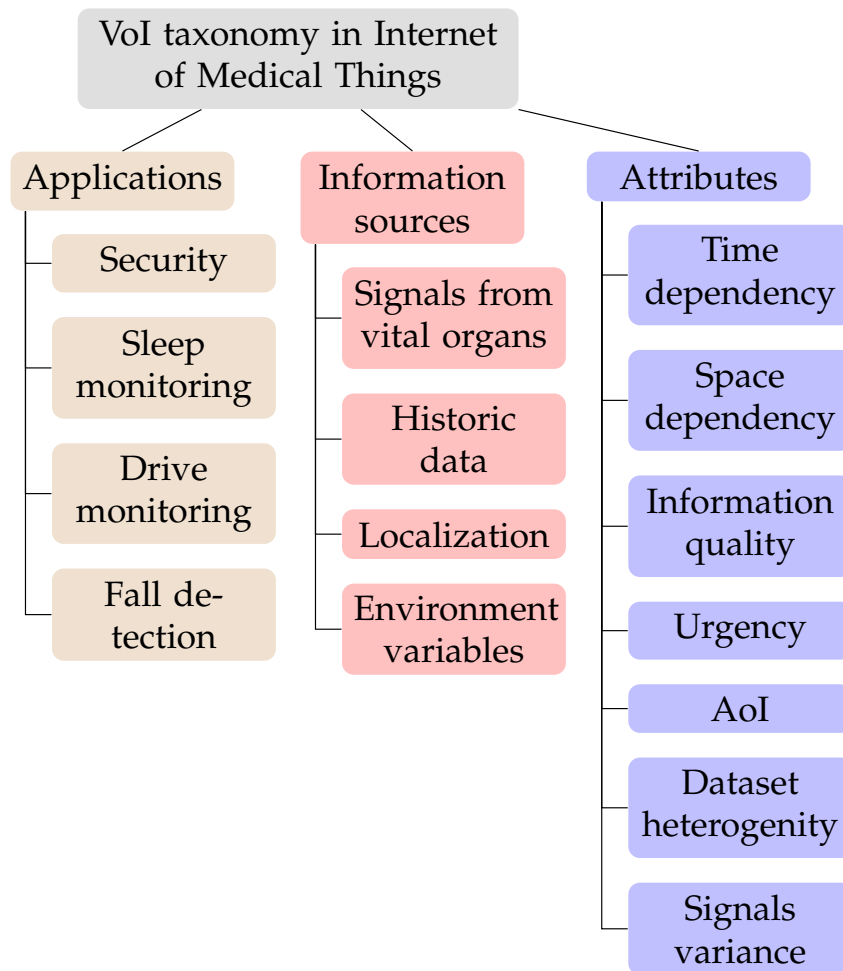 VoI taxonomy in Internet
of Medical Things
Applications
Security
Sleep
monitoring
Drive
monitoring
Fall de-
tection
Information
sources
Signals from
vital organs
Historic
data
Localization
Environment
variables
Attributes
Time
dependency
Space
dependency
Information
quality
Urgency
AoI
Dataset
heterogenity
Signals
variance